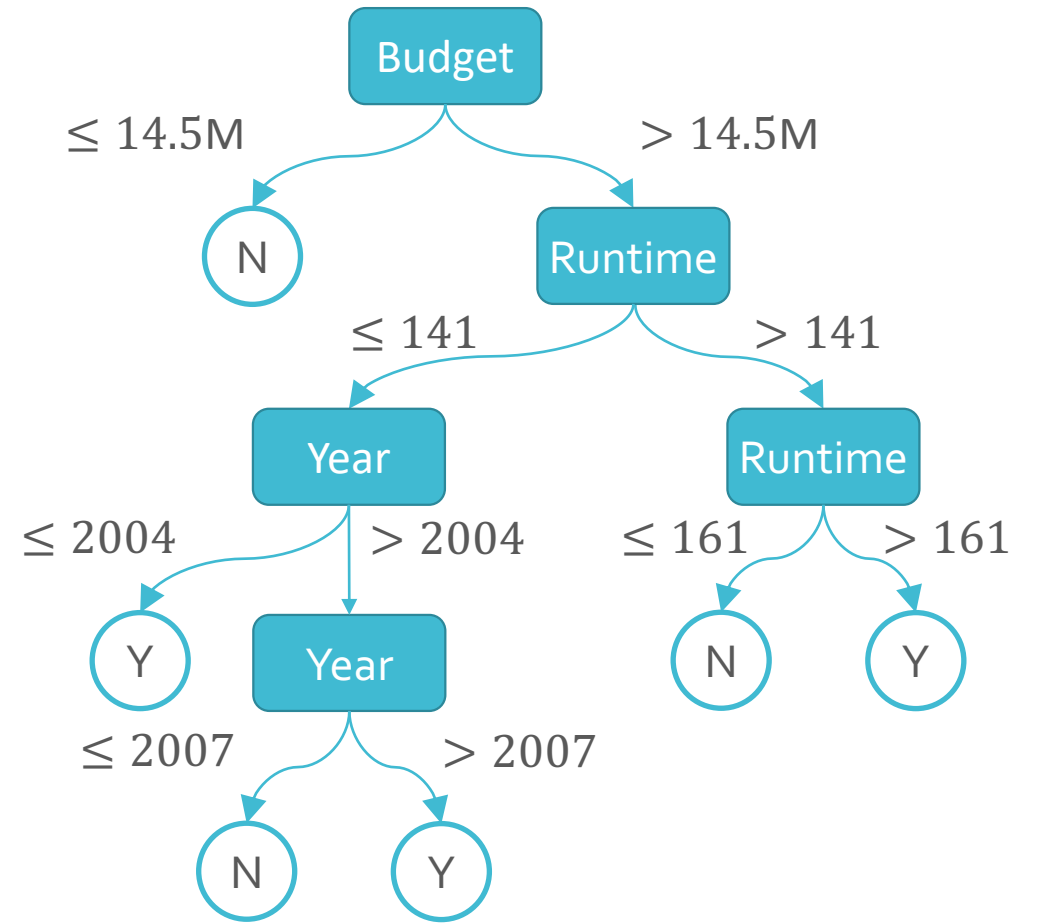 Budget
≤ 14.5M
> 14.5M
N
Runtime
≤ 141
> 141
Year
Runtime
≤ 2004
> 2004
≤ 161
> 161
Y
Year
N
Y
≤ 2007
> 2007
N
Y